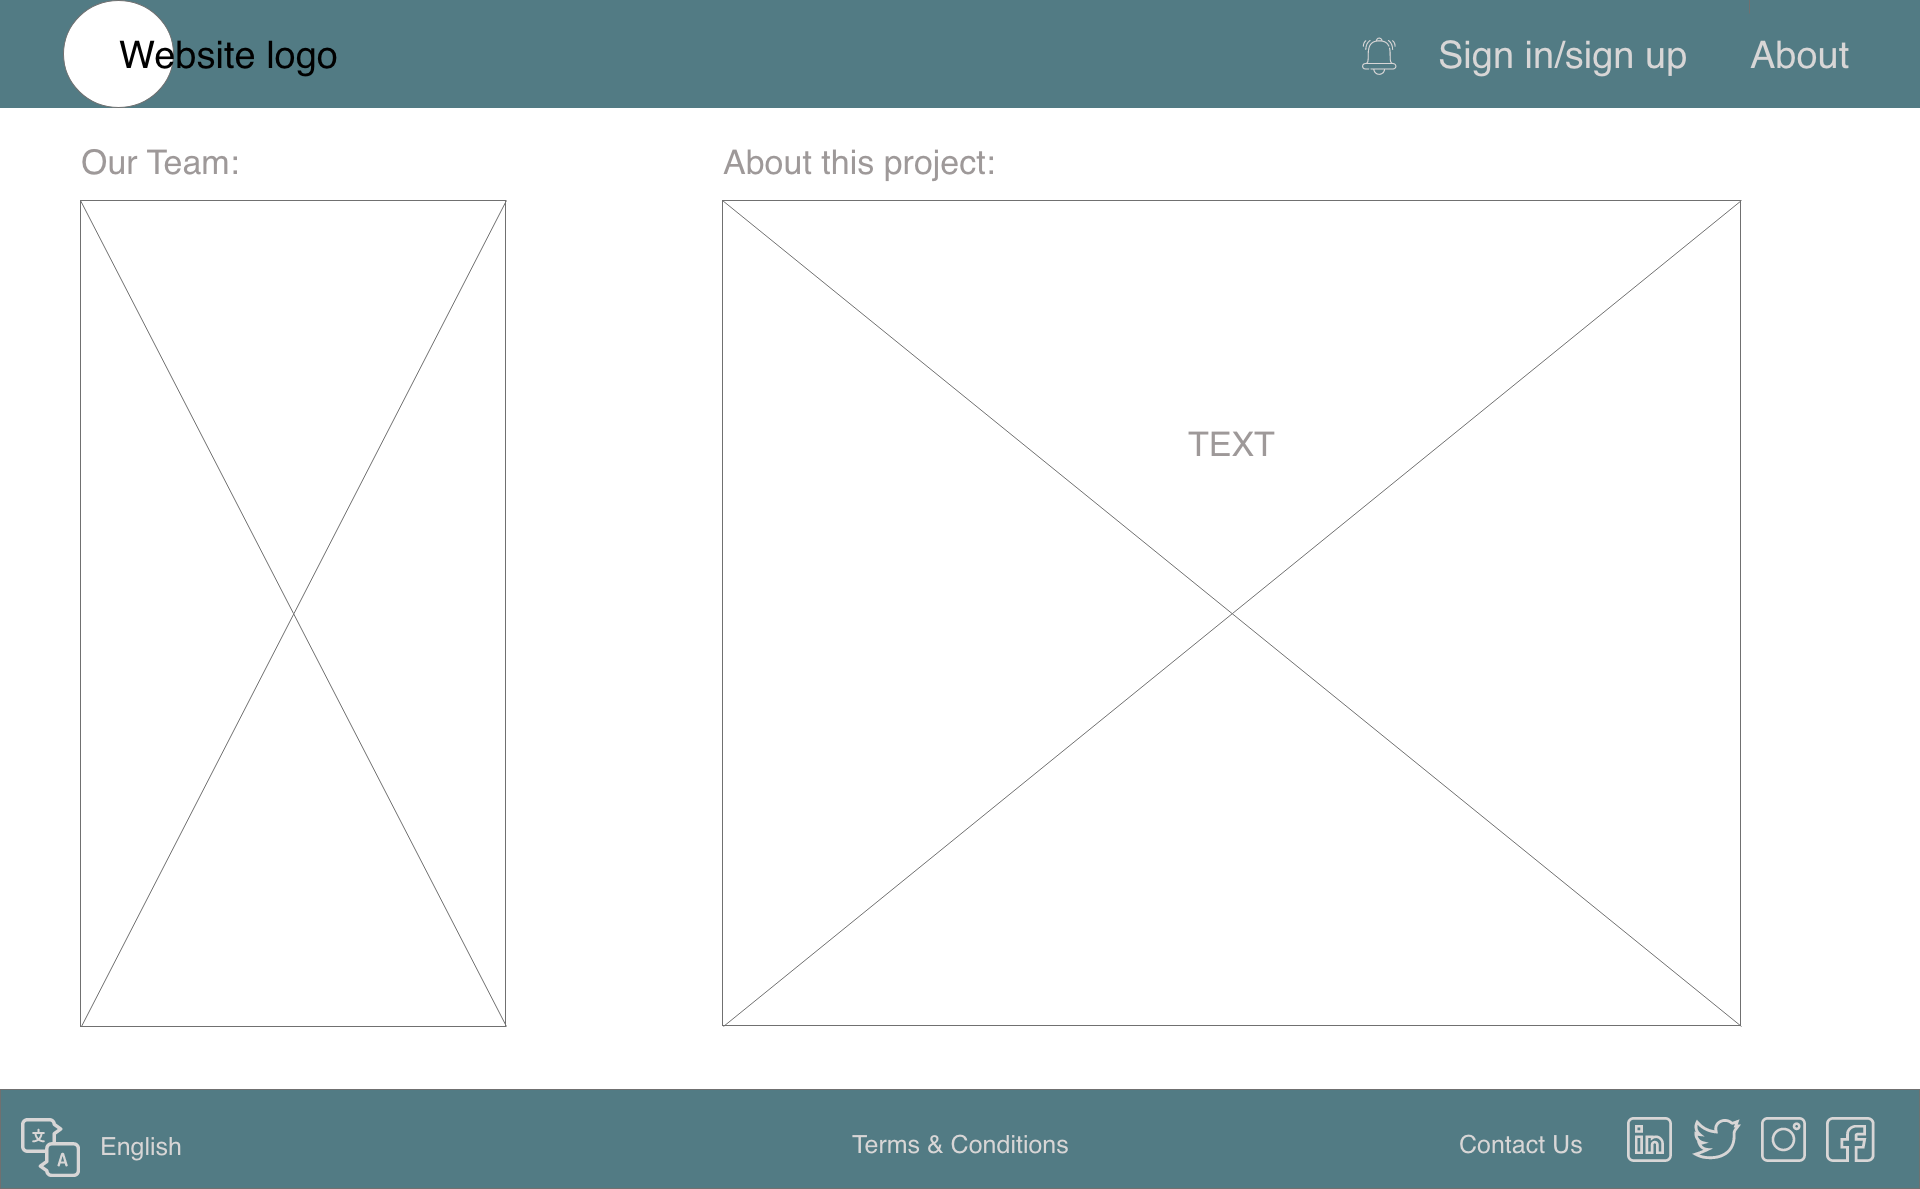 Website logo
Sign in/sign up
About
Our Team:
About this project:
TEXT
文
A
English
Terms & Conditions
Contact Us
in